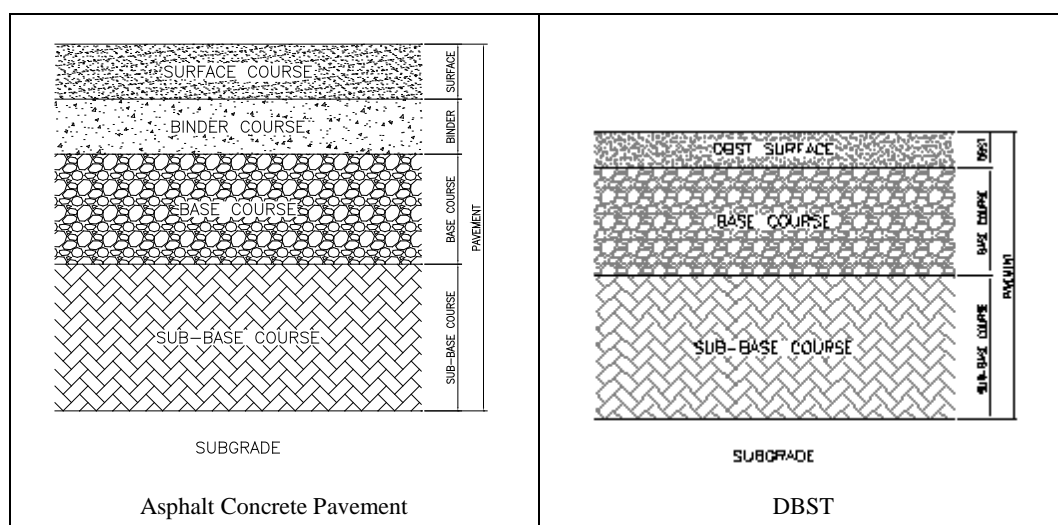 SURFACE COURSE
SURFACE
BINDER COURSE
BINDER
BASE COURSE
BASE COURSE
PAVEMENT
SUB-BASE COURSE
SUB-BASE COURSE
SUBGRADE
Asphalt Concrete Pavement
DBST SURFACE
DBST
BASE COURSE
BASE COURSE
SUB-BASE COURSE
SUB-BASE COURSE
SUBGRADE
DBST